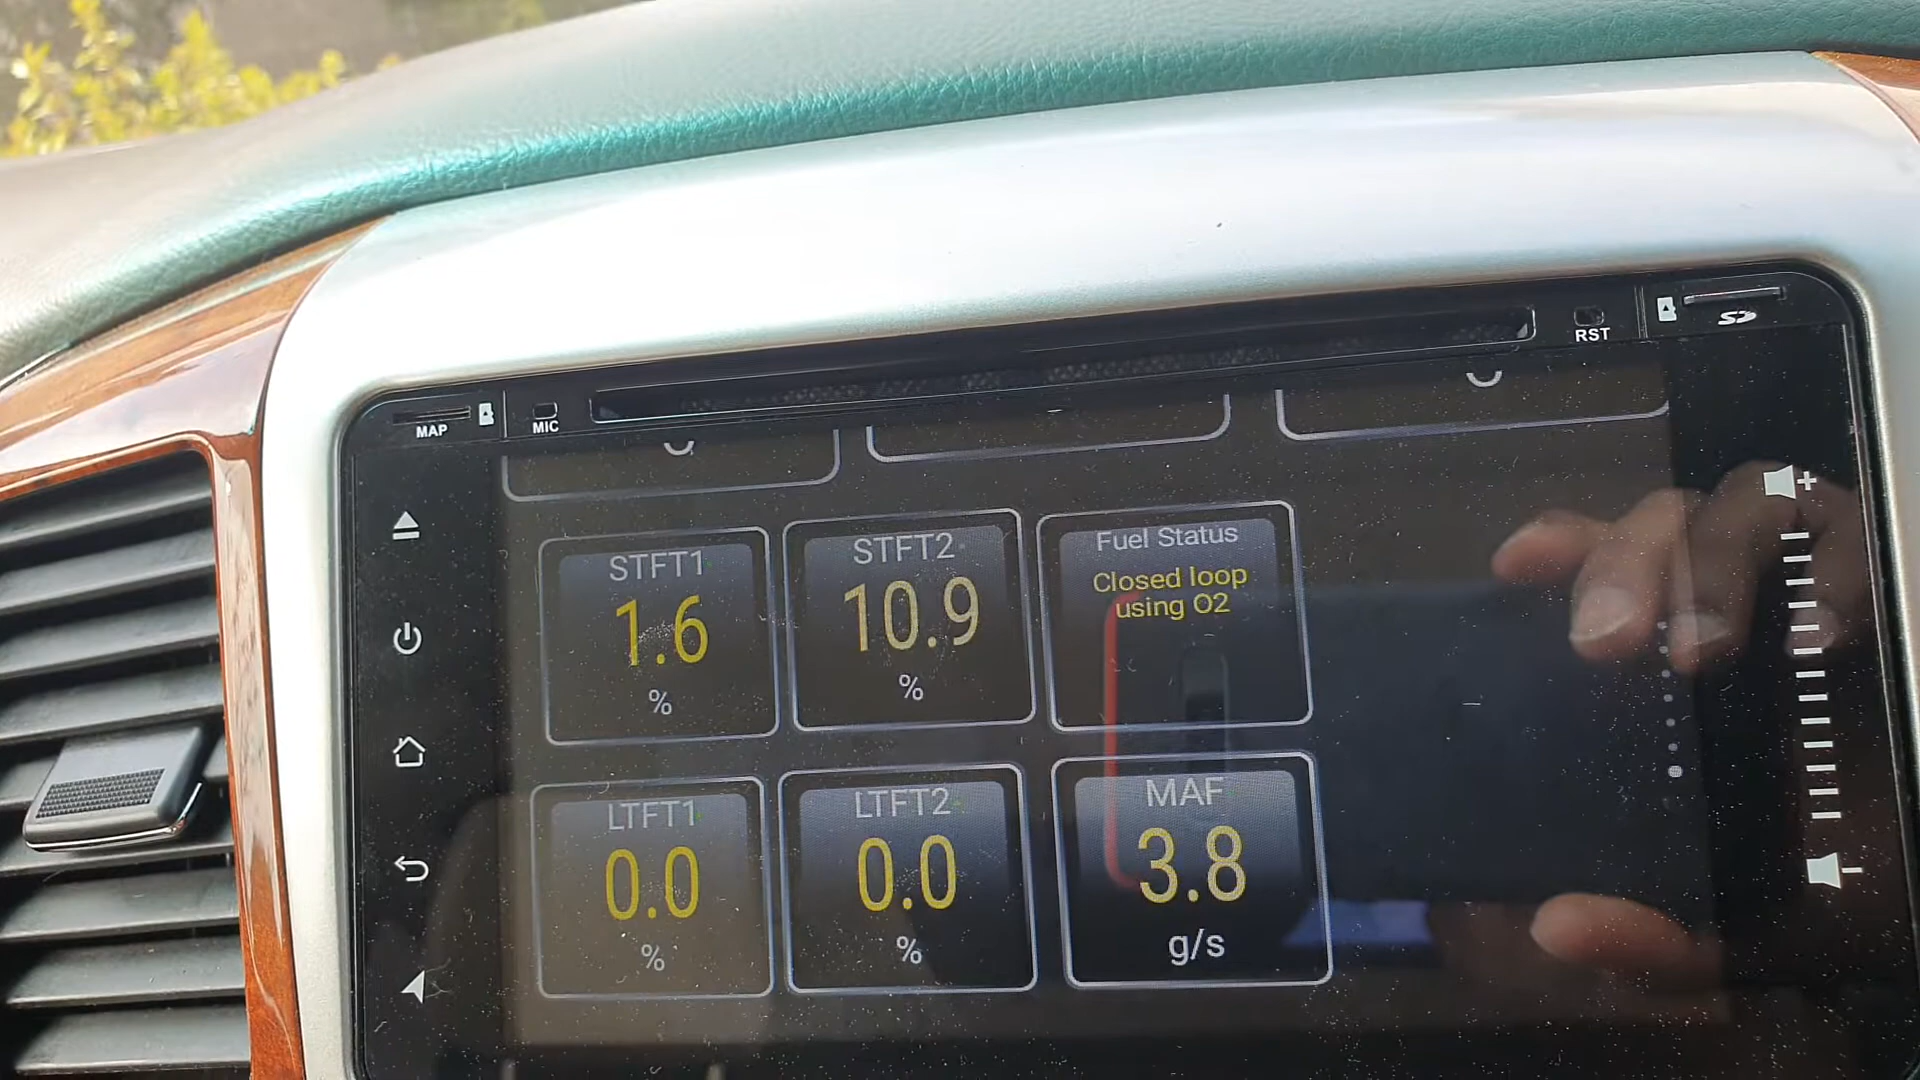 RST
SD
MAP
MIC
STFT1
1.6
%
STFT2
10.9
%
Fuel Status
Closed loop
using O2
LTFT1
0.0
%
LTFT2
0.0
%
MAF
3.8
g/s